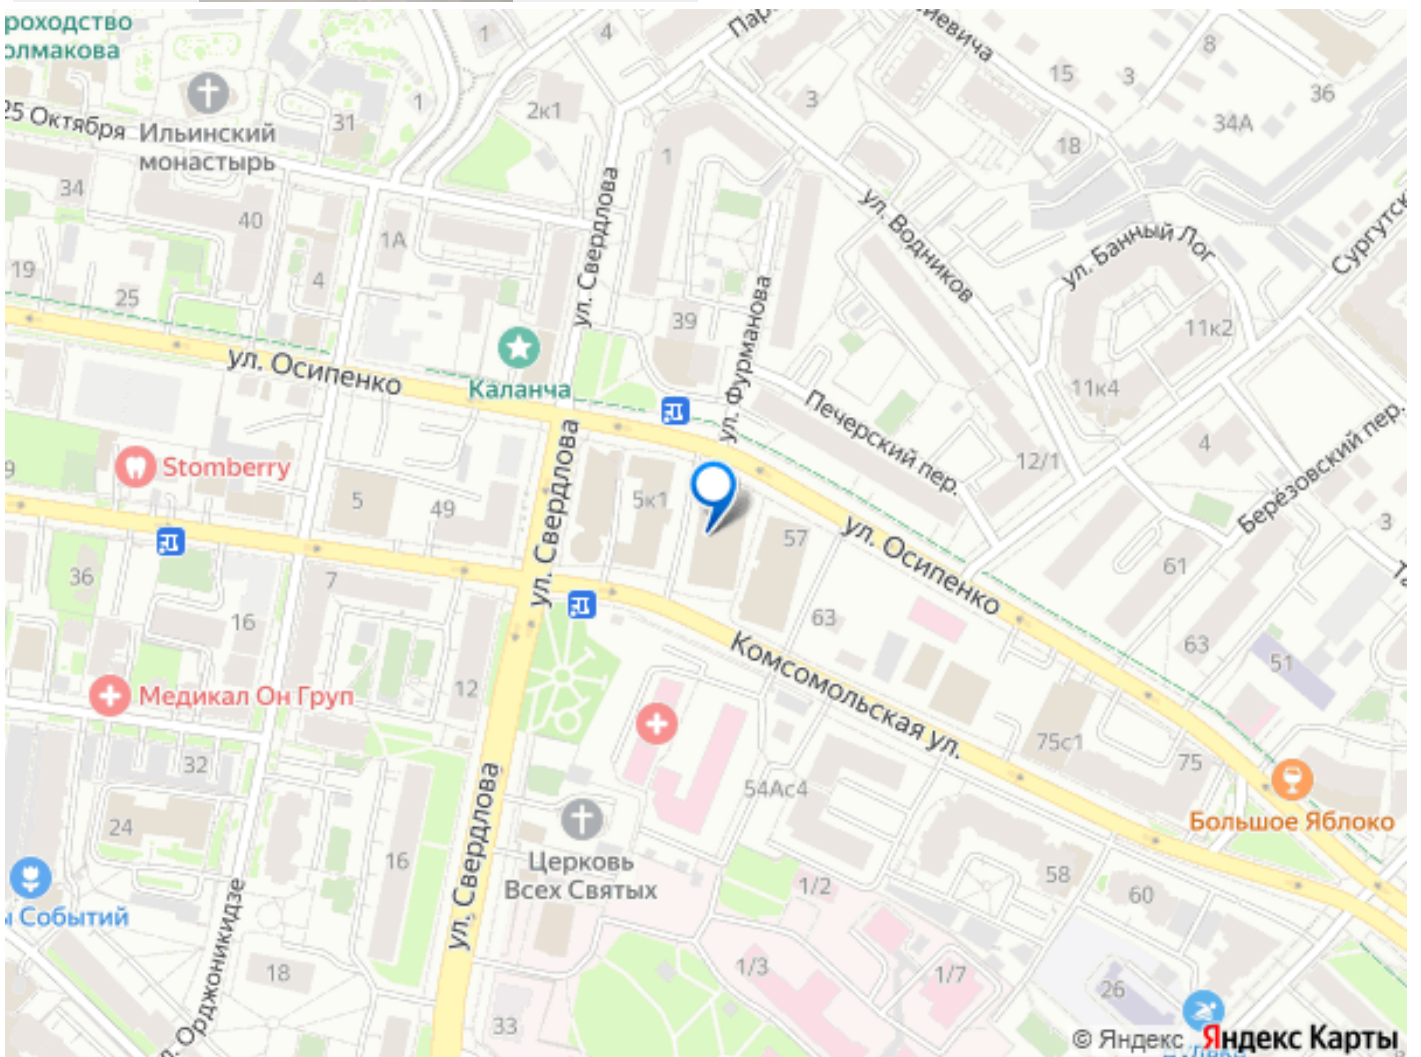 роходство
олмакова
1
4
Пар
иевича
15
3
8
36
34А
18
3
2к1
1
31
25 Октября
Ильинский
монастырь
34
40
1А
1
ул. Свердлова
ул. Водников
ул. Банный Лог
Сургутск
19
25
4
39
ул. Фурманова
11к2
11к4
ул. Осипенко
Каланча
Печерский пер.
12/1
4
Берёзовский пер.
9
Stomberry
5
49
ул. Свердлова
5к1
57
ул. Осипенко
3
Та
36
7
16
61
63
63
51
Комсомольская ул.
12
Медикал Он Груп
32
75с1
75
54Ас4
Большое Яблоко
24
16
ул. Свердлова
Церковь
Всех Святых
1/2
58
60
Событий
л. Орджоникидзе
18
33
1/3
1/7
26
© Яндекс
Яндекс Карты